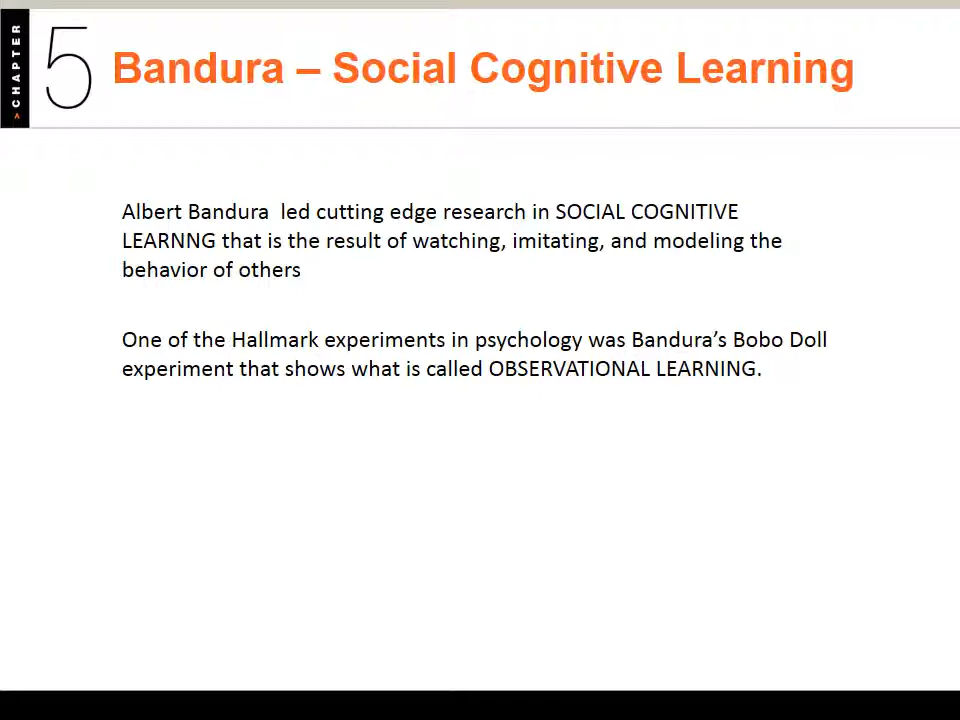 > CHAPTER
5
Bandura – Social Cognitive Learning
Albert Bandura  led cutting edge research in SOCIAL COGNITIVE
LEARNNG that is the result of watching, imitating, and modeling the
behavior of others
One of the Hallmark experiments in psychology was Bandura’s Bobo Doll
experiment that shows what is called OBSERVATIONAL LEARNING.